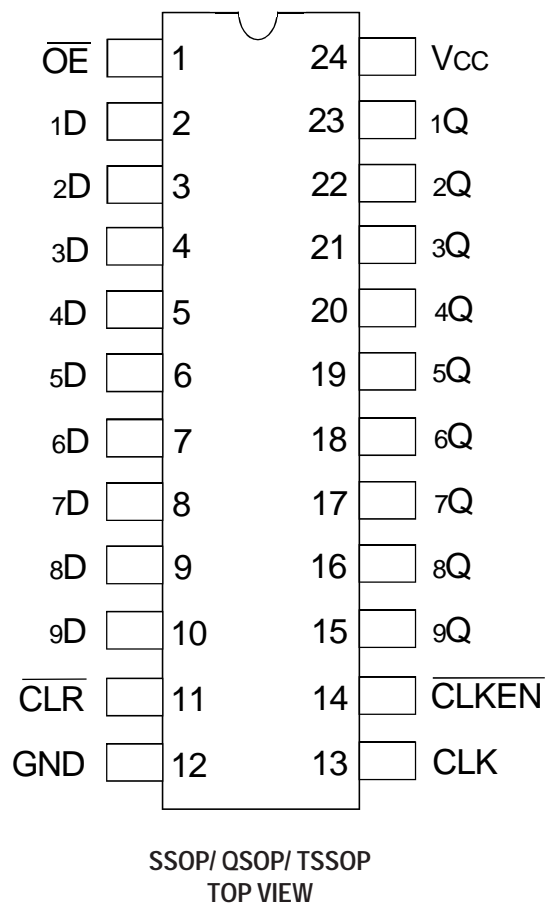 OE 1 24 VCC
1D 2 23 1Q
2D 3 22 2Q
3D 4 21 3Q
4D 5 20 4Q
5D 6 19 5Q
6D 7 18 6Q
7D 8 17 7Q
8D 9 16 8Q
9D 10 15 9Q
CLR 11 14 CLKEN
GND 12 13 CLK
SSOP/ QSOP/ TSSOP
TOP VIEW